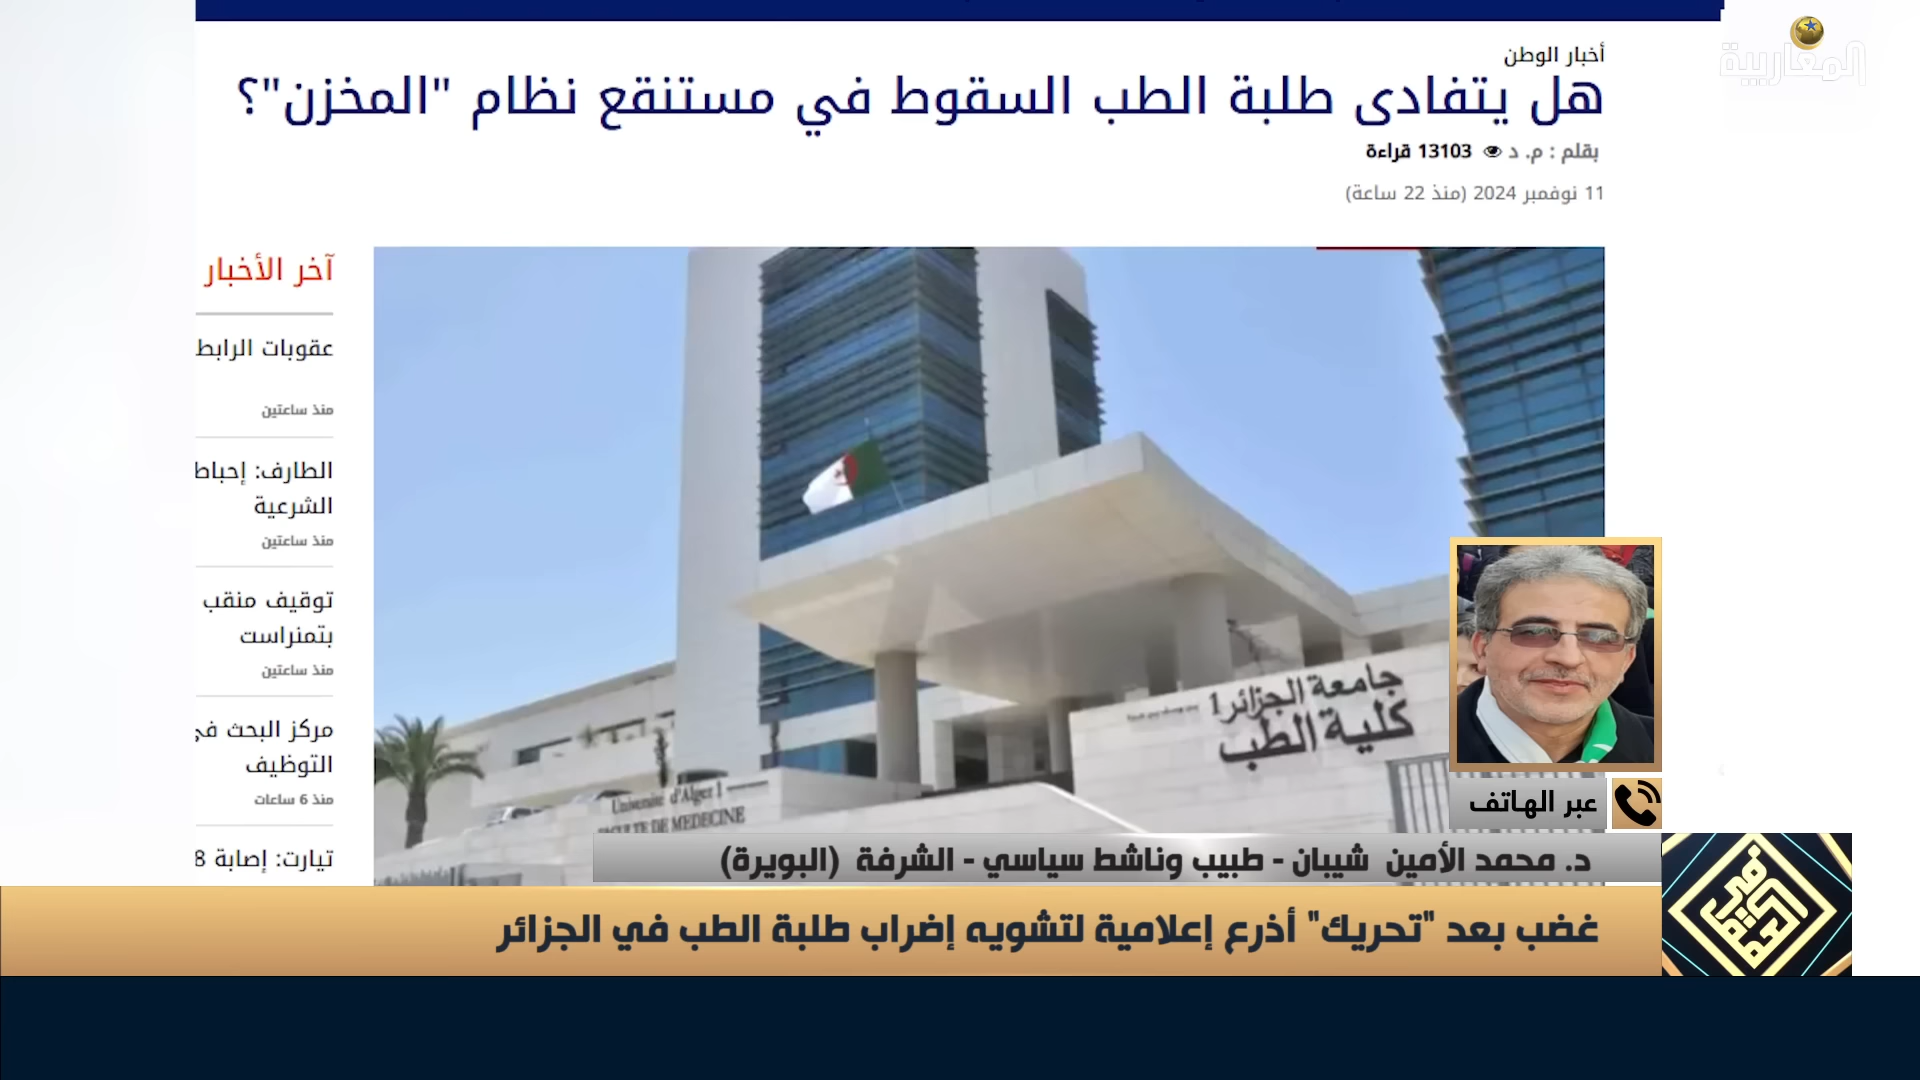 المغاربية
أخبار الوطن
هل يتفادى طلبة الطب السقوط في مستنقع نظام "المخزن"؟
بقلم : م. د 13103 قراءة
11 نوفمبر 2024 (منذ 22 ساعة)
آخر الأخبار
عقوبات الرابط
منذ ساعتين
الطارف: إحباط
الشرعية
منذ ساعتين
توقيف منقب
بتمنراست
منذ ساعتين
مركز البحث في
التوظيف
منذ 6 ساعات
تيارت: إصابة 8
جامعة الجزائر 1
كلية الطب
Université d'Alger 1
FACULTE DE MEDECINE
عبر الهاتف
د. محمد الأمين شيبان - طبيب وناشط سياسي - الشرفة (البويرة)
غضب بعد "تحريك" أذرع إعلامية لتشويه إضراب طلبة الطب في الجزائر
في العظيم